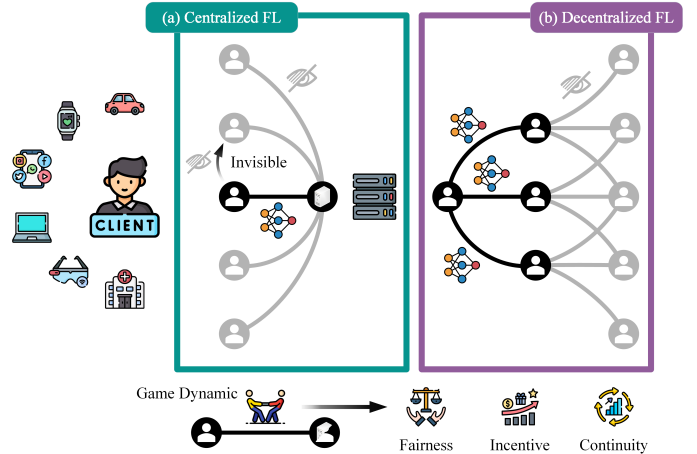 (a) Centralized FL
(b) Decentralized FL
Invisible
CLIENT
Game Dynamic
Fairness
Incentive
Continuity